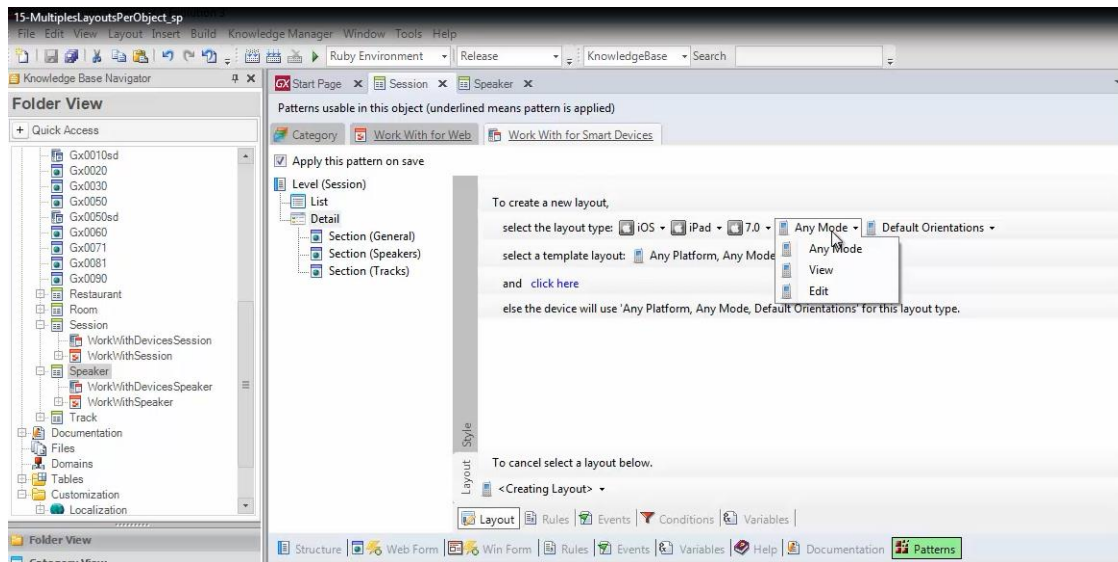 15-MultiplesLayoutsPerObject_sp
File Edit View Layout Insert Build Knowledge Manager Window Tools Help
Ruby Environment Release KnowledgeBase Search
Knowledge Base Navigator
Folder View
+ Quick Access
Gx0010sd
Gx0020
Gx0030
Gx0050
Gx0050sd
Gx0060
Gx0071
Gx0081
Gx0090
Restaurant
Room
Session
WorkWithDevicesSession
WorkWithSession
Speaker
WorkWithDevicesSpeaker
WorkWithSpeaker
Track
Documentation
Files
Domains
Tables
Customization
Localization
Folder View
Category View
GX Start Page X Session X Speaker X
Patterns usable in this object (underlined means pattern is applied)
Category Work With for Web Work With for Smart Devices
Apply this pattern on save
Level (Session)
List
Detail
Section (General)
Section (Speakers)
Section (Tracks)
Style
Layout
To create a new layout,
select the layout type: iOS iPad 7.0 Any Mode Default Orientations
Any Mode
View
Edit
select a template layout: Any Platform, Any Mode
and click here
else the device will use 'Any Platform, Any Mode, Default Orientations' for this layout type.
To cancel select a layout below.
<Creating Layout>
Layout Rules Events Conditions Variables
Structure Web Form Win Form Rules Events Variables Help Documentation Patterns